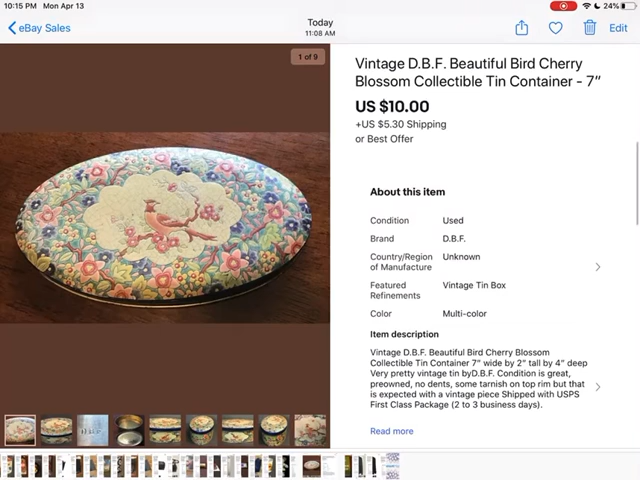 10:15 PM Mon Apr 13
24%
eBay Sales
Today
11:08 AM
Edit
1 of 9
Vintage D.B.F. Beautiful Bird Cherry
Blossom Collectible Tin Container - 7”
US $10.00
+US $5.30 Shipping
or Best Offer
About this item
Condition Used
Brand D.B.F.
Country/Region of Manufacture Unknown
Featured Refinements Vintage Tin Box
Color Multi-color
Item description
Vintage D.B.F. Beautiful Bird Cherry Blossom
Collectible Tin Container 7” wide by 2” tall by 4” deep
Very pretty vintage tin byD.B.F. Condition is great,
preowned, no dents, some tarnish on top rim but that
is expected with a vintage piece Shipped with USPS
First Class Package (2 to 3 business days).
Read more